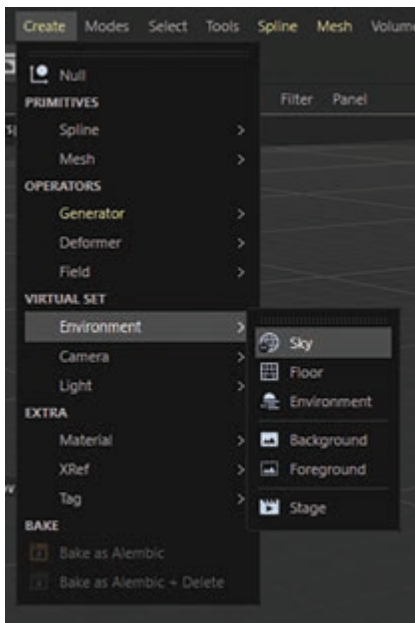 Create Modes Select Tools Spline Mesh Volum
Null
Filter Panel
PRIMITIVES
Spline
Mesh
OPERATORS
Generator
Deformer
Field
VIRTUAL SET
Environment
Sky
Camera
Floor
Light
Environment
EXTRA
Material
Background
XRef
Foreground
Tag
Stage
BAKE
Bake as Alembic
Bake as Alembic + Delete